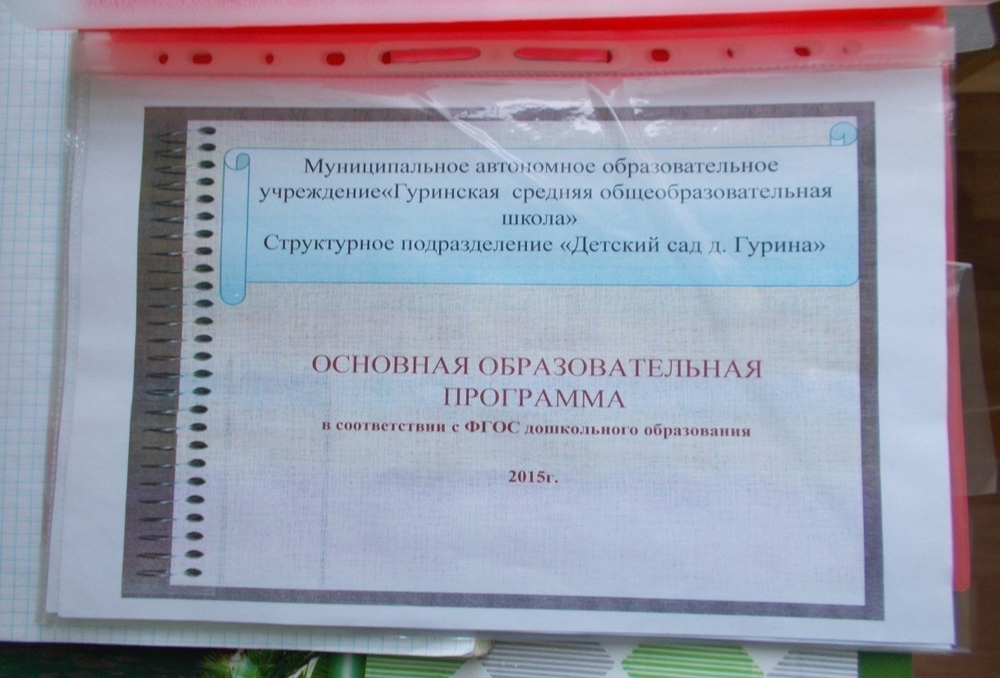 Муниципальное автономное образовательное
учреждение«Гуринская средняя общеобразовательная
школа»
Структурное подразделение «Детский сад д. Гурина»
ОСНОВНАЯ ОБРАЗОВАТЕЛЬНАЯ
ПРОГРАММА
в соответствии с ФГОС дошкольного образования
2015г.